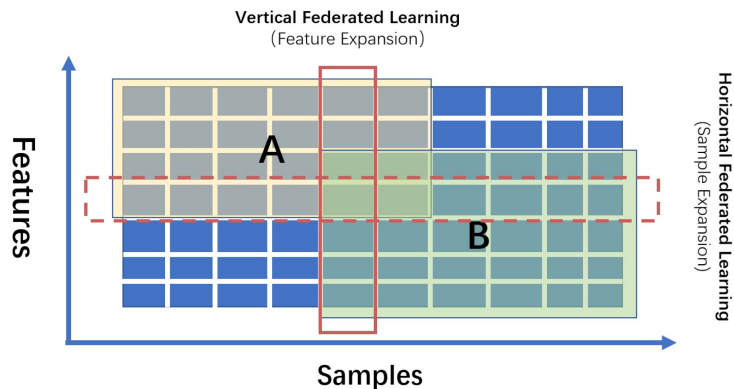 Vertical Federated Learning
(Feature Expansion)
Features
A
B
Horizontal Federated Learning
(Sample Expansion)
Samples